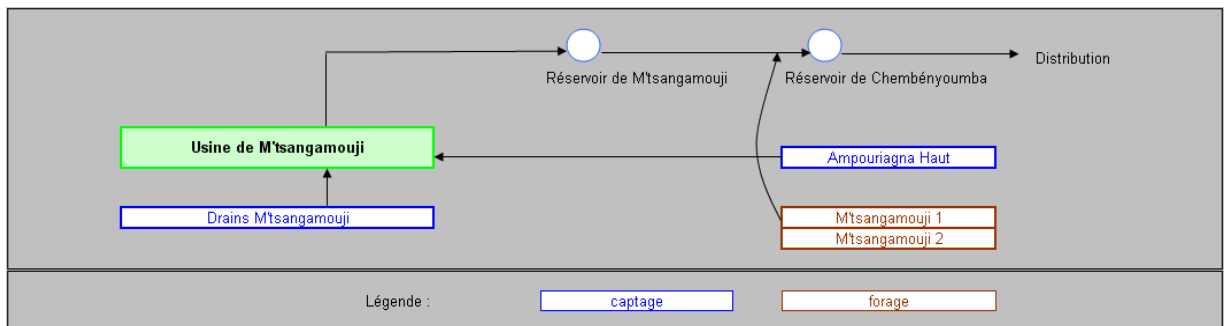 Distribution
Réservoir de M'tsangamouji
Réservoir de Chembényoumba
Usine de M'tsangamouji
Ampouriagna Haut
Drains M'tsangamouji
M'tsangamouji 1
M'tsangamouji 2
Légende :
captage
forage